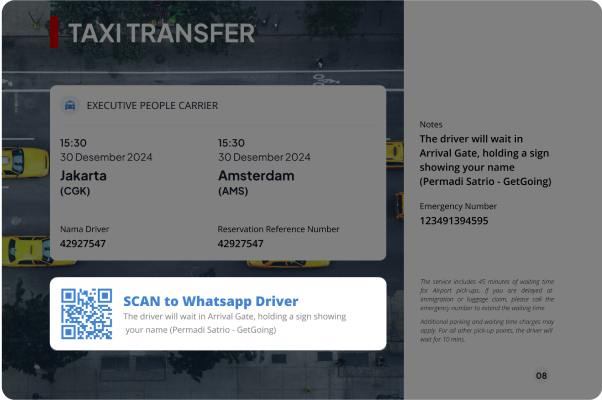 TAXI TRANSFER
EXECUTIVE PEOPLE CARRIER
15:30
30 Desember 2024
Jakarta
(CGK)
15:30
30 Desember 2024
Amsterdam
(AMS)
Nama Driver
42927547
Reservation Reference Number
42927547
SCAN to Whatsapp Driver
The driver will wait in Arrival Gate, holding a sign showing
your name (Permadi Satrio - GetGoing)
Notes
The driver will wait in
Arrival Gate, holding a sign
showing your name
(Permadi Satrio - GetGoing)
Emergency Number
123491394595
The service includes 45 minutes of waiting time
for Airport pick-ups. If you are delayed at
immigration or luggage claim, please call the
emergency number to extend the waiting time.
Additional parking and waiting time charges may
apply. For all other pick-up points, the driver will
wait for 10 mins.
08